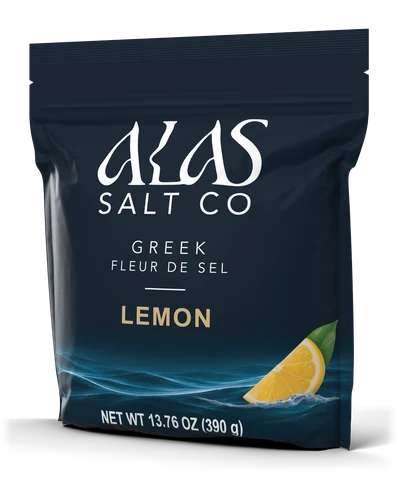 ALAS
SALT CO
GREEK
FLEUR DE SEL
LEMON
NET WT 13.76 OZ (390 g)